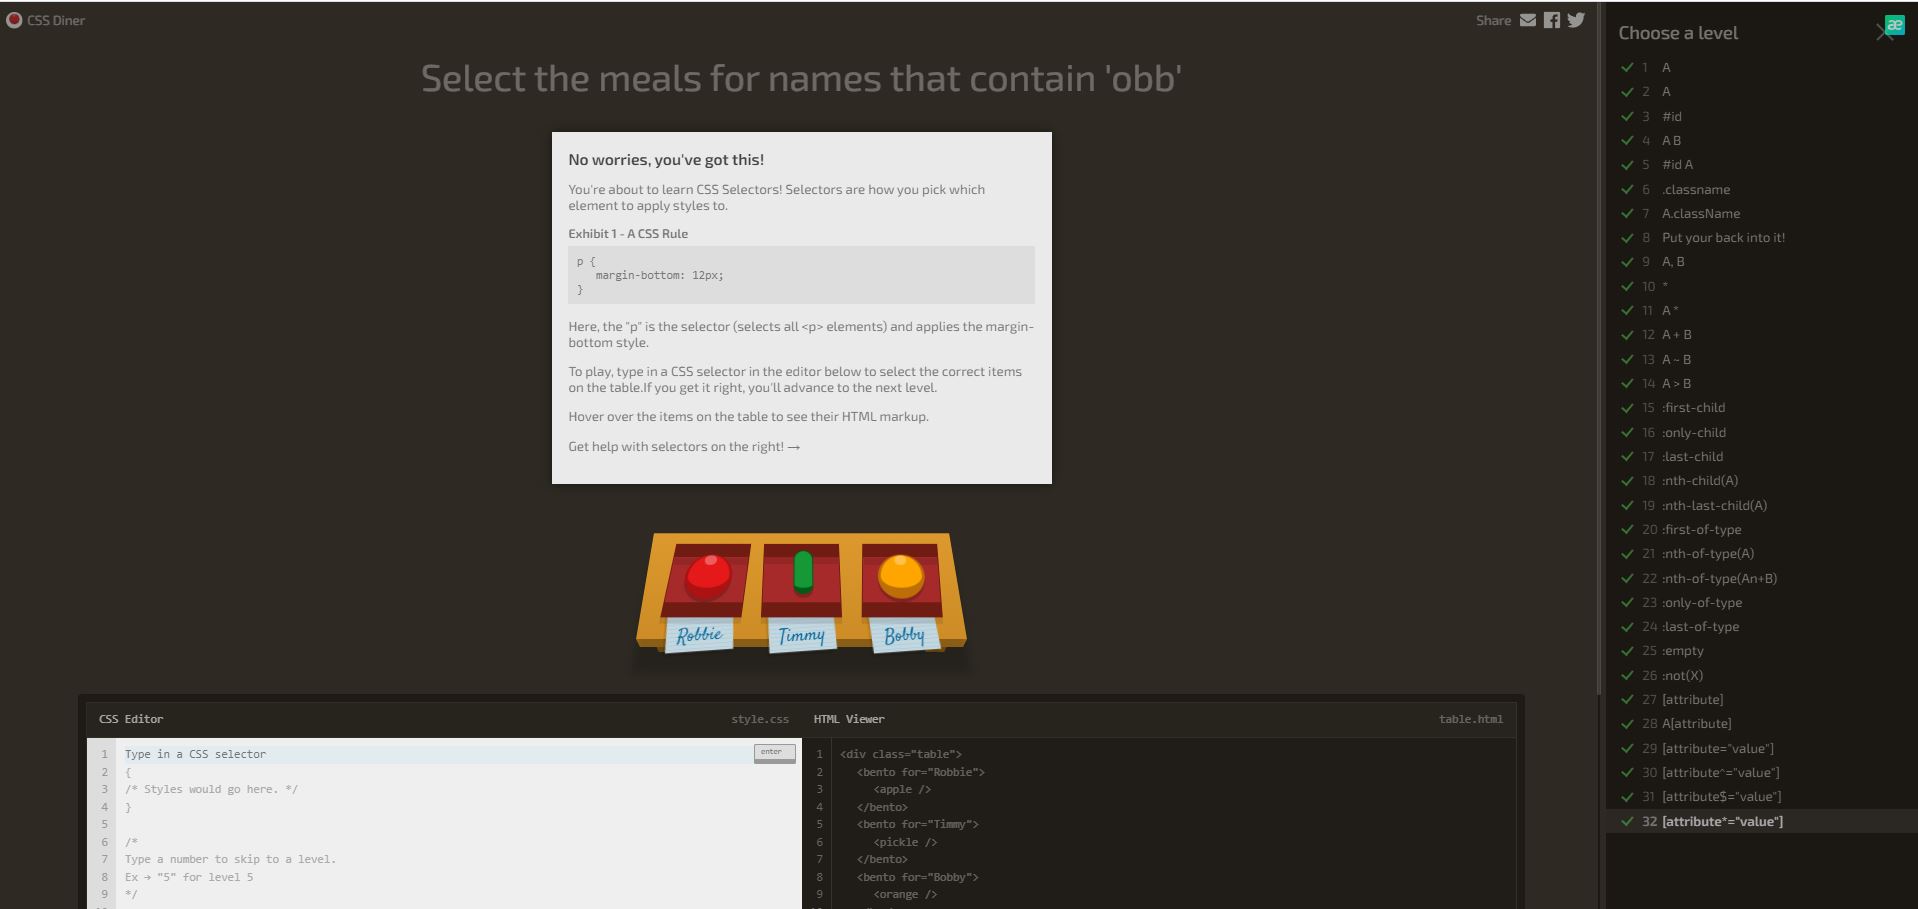 CSS Diner
Share
Select the meals for names that contain 'obb'
No worries, you've got this!
You're about to learn CSS Selectors! Selectors are how you pick which
element to apply styles to.
Exhibit 1 - A CSS Rule
p {
margin-bottom: 12px;
}
Here, the "p" is the selector (selects all <p> elements) and applies the margin-
bottom style.
To play, type in a CSS selector in the editor below to select the correct items
on the table.If you get it right, you'll advance to the next level.
Hover over the items on the table to see their HTML markup.
Get help with selectors on the right! →
Robbie Timmy Bobby
CSS Editor style.css
enter
1 Type in a CSS selector
2 {
3 /* Styles would go here. */
4 }
5
6 /*
7 Type a number to skip to a level.
8 Ex → "5" for level 5
9 */
HTML Viewer table.html
1 <div class="table">
2 <bento for="Robbie">
3 <apple />
4 </bento>
5 <bento for="Timmy">
6 <pickle />
7 </bento>
8 <bento for="Bobby">
9 <orange />
Choose a level
æ
1 A
2 A
3 #id
4 A B
5 #id A
6 .classname
7 A.className
8 Put your back into it!
9 A, B
10 *
11 A *
12 A + B
13 A ~ B
14 A > B
15 :first-child
16 :only-child
17 :last-child
18 :nth-child(A)
19 :nth-last-child(A)
20 :first-of-type
21 :nth-of-type(A)
22 :nth-of-type(An+B)
23 :only-of-type
24 :last-of-type
25 :empty
26 :not(X)
27 [attribute]
28 A[attribute]
29 [attribute="value"]
30 [attribute^="value"]
31 [attribute$="value"]
32 [attribute*="value"]